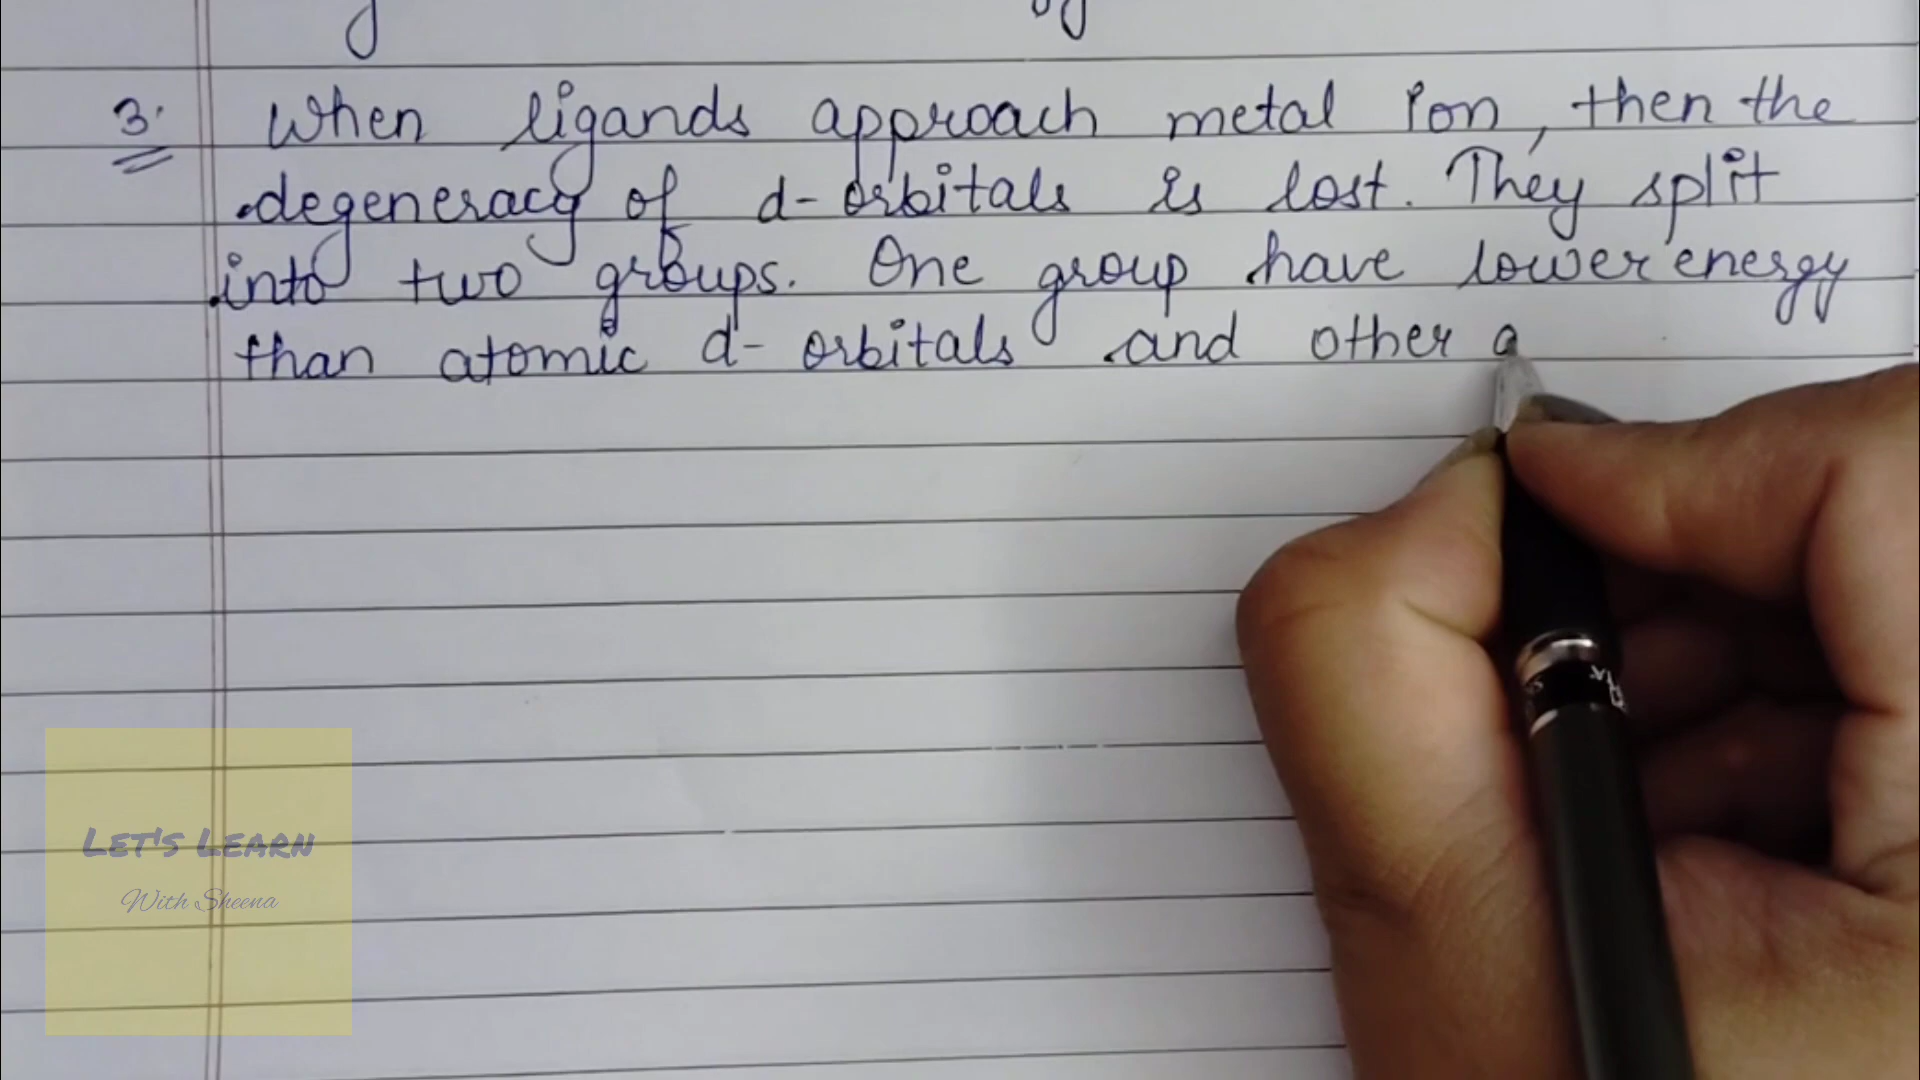 3. When ligands approach metal ion, then the
degeneracy of d-orbitals is lost. They split
into two groups. One group have lower energy
than atomic d-orbitals and other g
LET'S LEARN
With Sheena